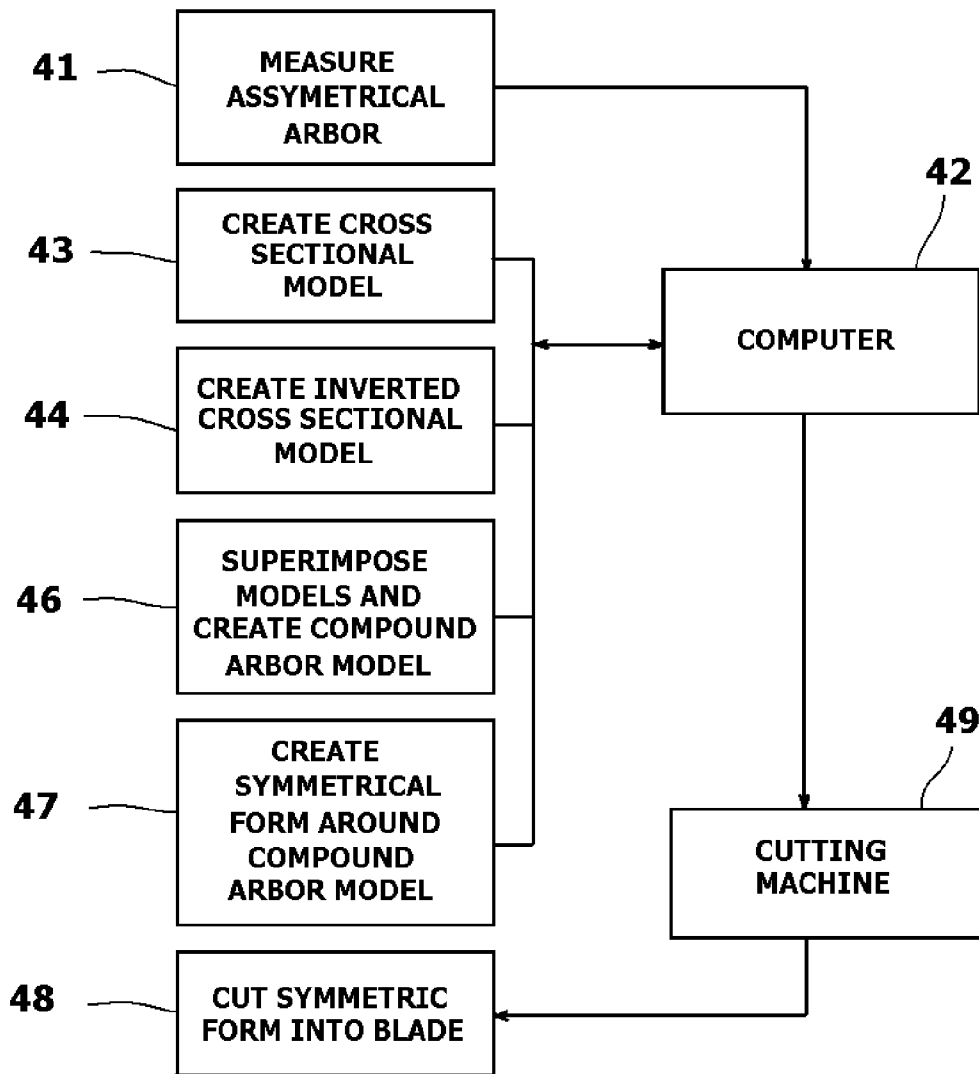 41
MEASURE
ASSYMETRICAL
ARBOR
42
COMPUTER
43
CREATE CROSS
SECTIONAL
MODEL
44
CREATE INVERTED
CROSS SECTIONAL
MODEL
46
SUPERIMPOSE
MODELS AND
CREATE COMPOUND
ARBOR MODEL
47
CREATE
SYMMETRICAL
FORM AROUND
COMPOUND
ARBOR MODEL
49
CUTTING
MACHINE
48
CUT SYMMETRIC
FORM INTO BLADE